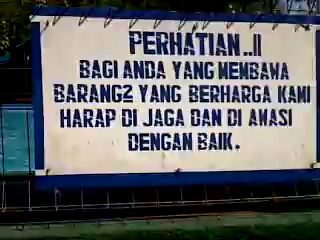 PERHATIAN..!!
BAGI ANDA YANG MEMBAWA
BARANG2 YANG BERHARGA KAMI
HARAP DI JAGA DAN DI AWASI
DENGAN BAIK.